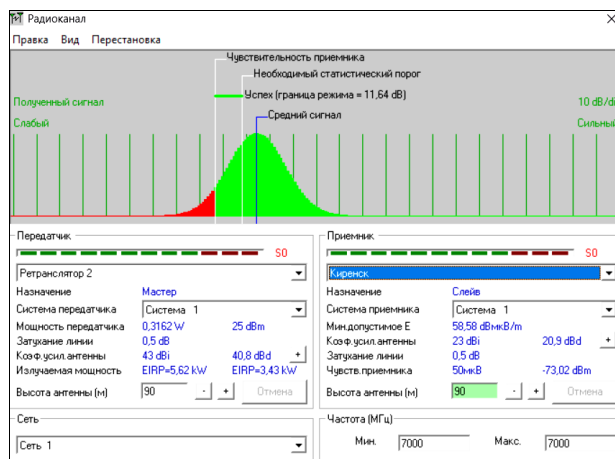 Радиоканал
Правка Вид Перестановка
Чувствительность приемника
Необходимый статистический порог
Полученный сигнал Успех (граница режима = 11,64 dB) 10 dB/di
Слабый Средний сигнал Сильный
Передатчик
S0
Ретранслятор 2
Назначение Мастер
Система передатчика Система 1
Мощность передатчика 0,3162 W 25 dBm
Затухание линии 0,5 dB
Коэф.усил.антенны 43 dBi 40,8 dBd +
Излучаемая мощность EIRP=5,62 kW EIRP=3,43 kW
Высота антенны (м) 90 - + Отмена
Приемник
S0
Киренск
Назначение Слейв
Система приемника Система 1
Мин.допустимое E 58,58 dBмкВ/m
Коэф.усил.антенны 23 dBi 20,9 dBd +
Затухание линии 0,5 dB
Чувств.приемника 50мкВ -73,02 dBm
Высота антенны (м) 90 - + Отмена
Сеть
Сеть 1
Частота (МГц)
Мин. 7000 Макс. 7000